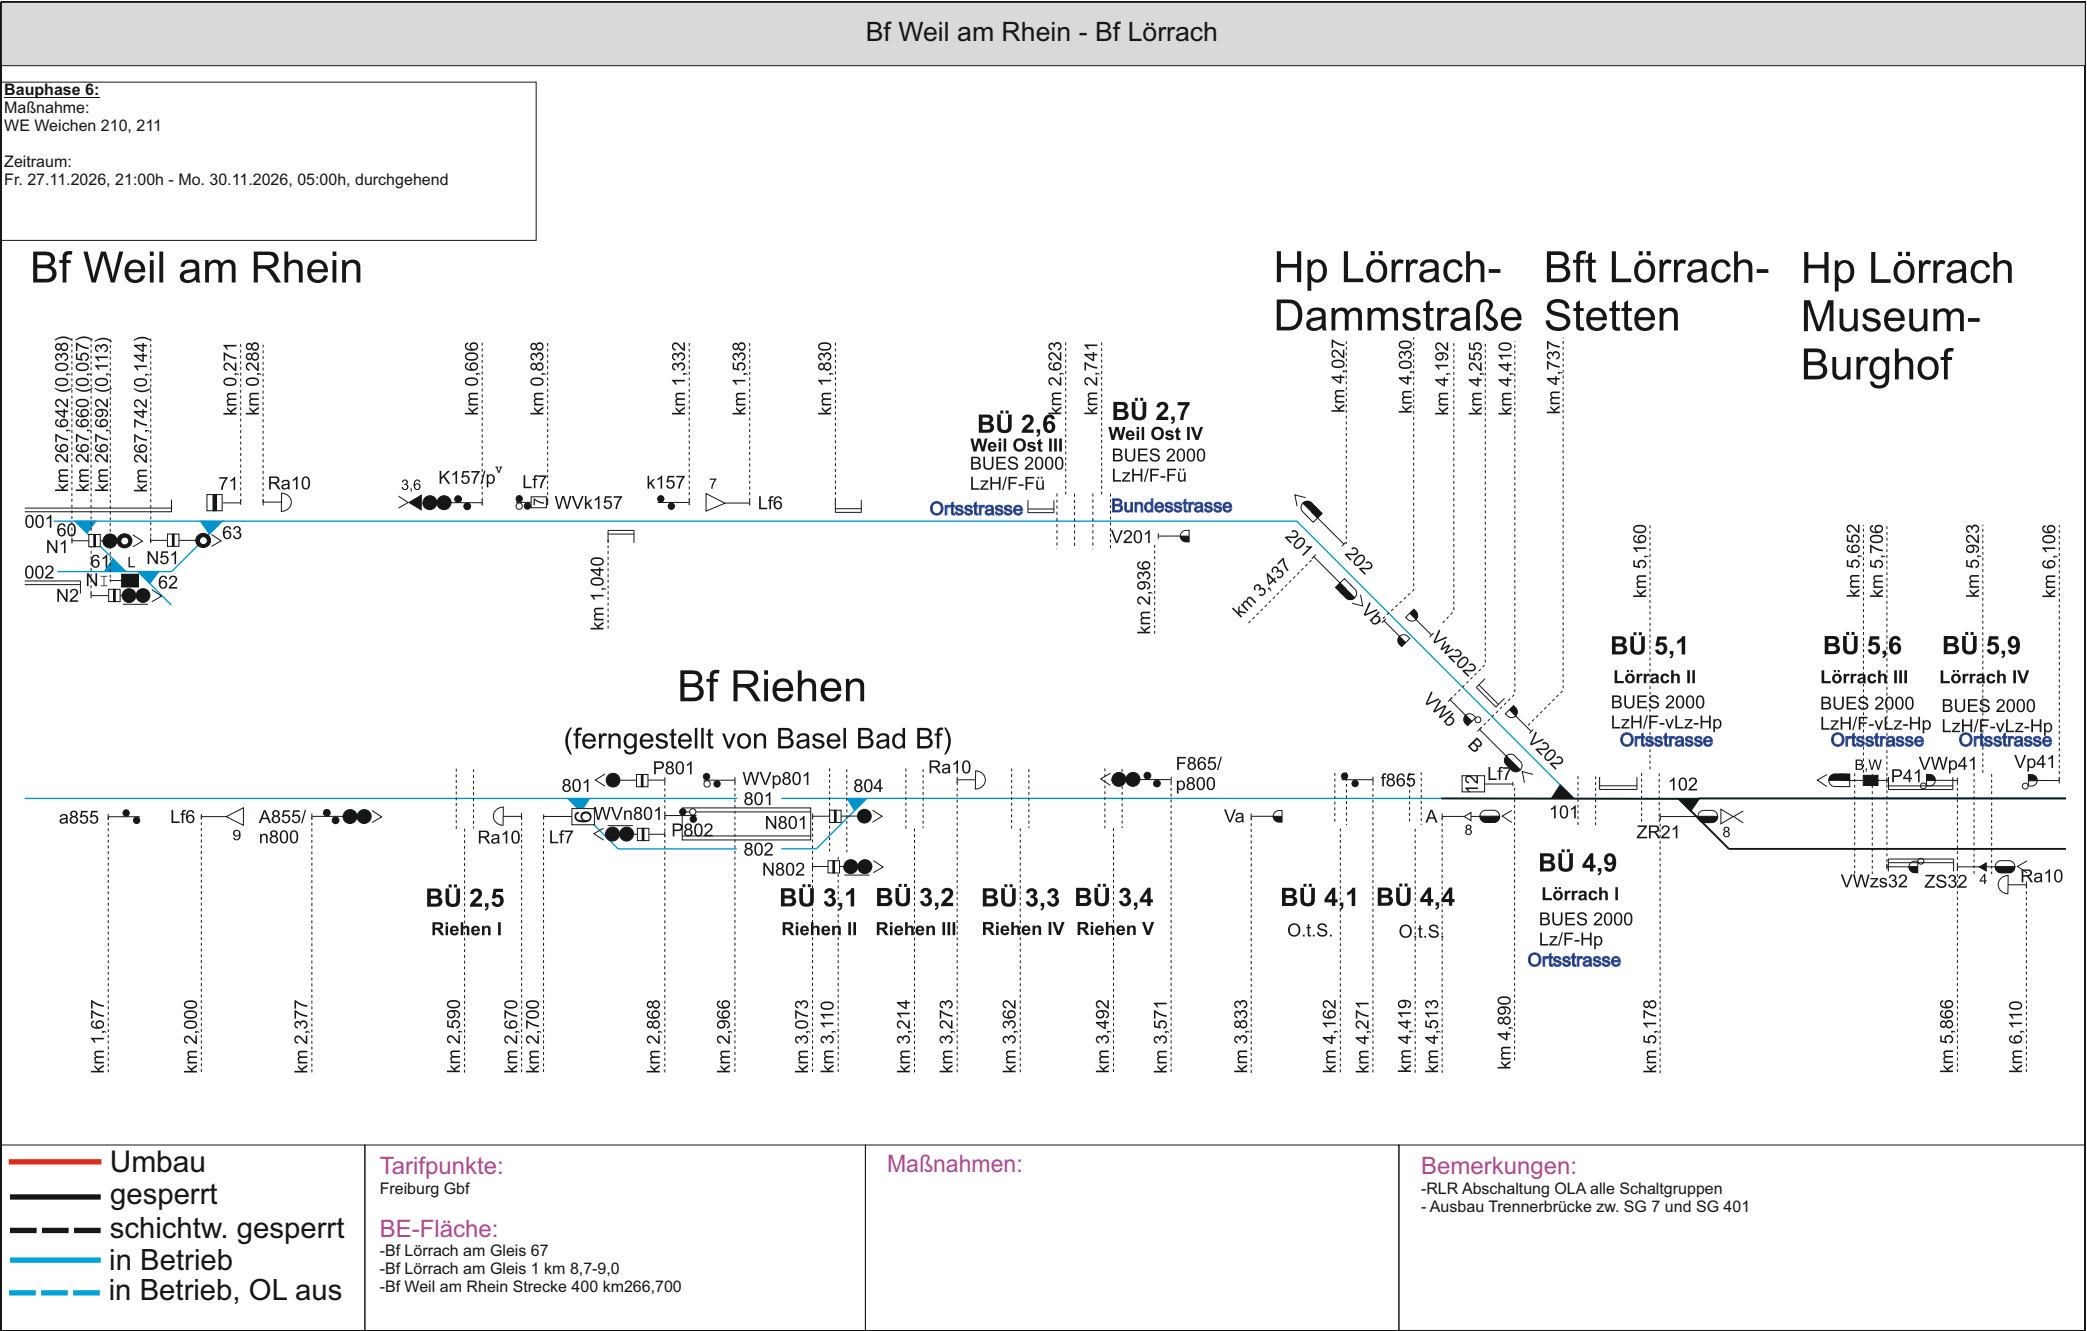 Bf Weil am Rhein - Bf Lörrach
Bauphase 6:
Maßnahme:
WE Weichen 210, 211
Zeitraum:
Fr. 27.11.2026, 21:00h - Mo. 30.11.2026, 05:00h, durchgehend
Bf Weil am Rhein
Hp Lörrach-
Dammstraße
Bft Lörrach-
Stetten
Hp Lörrach
Museum-
Burghof
km 267,642 (0,038)
km 267,660 (0,057)
km 267,692 (0,113)
km 267,742 (0,144)
km 0,271
km 0,288
km 0,606
km 0,838
km 1,332
km 1,538
km 1,830
km 2,623
km 2,741
km 4,027
km 4,030
km 4,192
km 4,255
km 4,410
km 4,737
BÜ 2,6
Weil Ost III
BUES 2000
LzH/F-Fü
Ortsstrasse
BÜ 2,7
Weil Ost IV
BUES 2000
LzH/F-Fü
Bundesstrasse
71
Ra10
3,6
K157/p v
Lf7
7
WVk157
k157
7
Lf6
001
60
N1
61
L
N51
63
002
N I
62
N2
V201
km 1,040
km 2,936
201
202
km 3,437
Vb
Vw202
VWb
B
V202
km 5,160
km 5,652
km 5,706
km 5,923
km 6,106
BÜ 5,1
Lörrach II
BUES 2000
LzH/F-vLz-Hp
Ortsstrasse
BÜ 5,6
Lörrach III
BUES 2000
LzH/F-vLz-Hp
Ortsstrasse
BÜ 5,9
Lörrach IV
BUES 2000
LzH/F-vLz-Hp
Ortsstrasse
Bf Riehen
(ferngestellt von Basel Bad Bf)
801
P801
WVp801
801
804
Ra10
F865/
p800
f865
12
Lf7
102
B,W
P41
VWp41
Vp41
a855
Lf6
9
A855/
n800
Ra10
Lf7
6
WVn801
P802
N801
802
N802
Va
A
8
101
ZR21
8
VWzs32
ZS32
4
Ra10
BÜ 2,5
Riehen I
BÜ 3,1
Riehen II
BÜ 3,2
Riehen III
BÜ 3,3
Riehen IV
BÜ 3,4
Riehen V
BÜ 4,1
O.t.S.
BÜ 4,4
O.t.S.
BÜ 4,9
Lörrach I
BUES 2000
Lz/F-Hp
Ortsstrasse
km 1,677
km 2,000
km 2,377
km 2,590
km 2,670
km 2,700
km 2,868
km 2,966
km 3,073
km 3,110
km 3,214
km 3,273
km 3,362
km 3,492
km 3,571
km 3,833
km 4,162
km 4,271
km 4,419
km 4,513
km 4,890
km 5,178
km 5,866
km 6,110
Umbau
gesperrt
schichtw. gesperrt
in Betrieb
in Betrieb, OL aus
Tarifpunkte:
Freiburg Gbf
BE-Fläche:
-Bf Lörrach am Gleis 67
-Bf Lörrach am Gleis 1 km 8,7-9,0
-Bf Weil am Rhein Strecke 400 km266,700
Maßnahmen:
Bemerkungen:
-RLR Abschaltung OLA alle Schaltgruppen
- Ausbau Trennerbrücke zw. SG 7 und SG 401